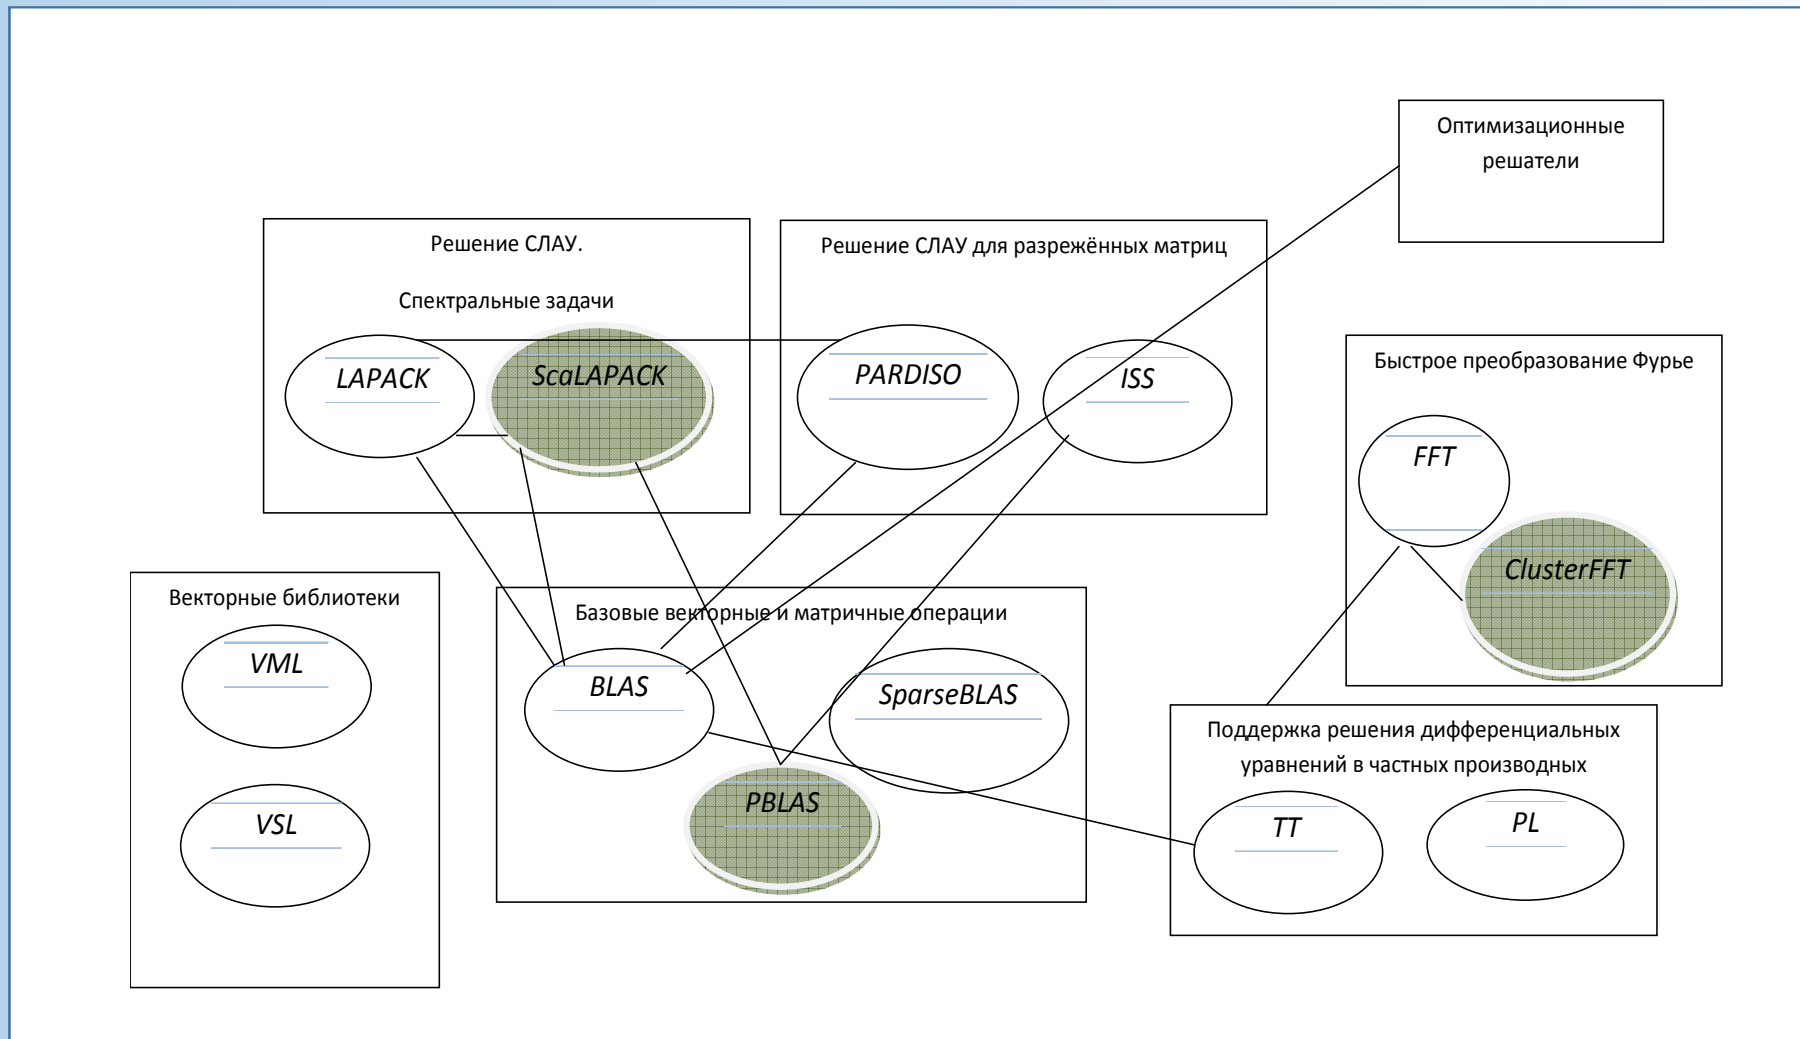 Оптимизационные
решатели
Решение СЛАУ.
Спектральные задачи
LAPACK
ScaLAPACK
Решение СЛАУ для разрежённых матриц
PARDISO
ISS
Быстрое преобразование Фурье
FFT
ClusterFFT
Векторные библиотеки
VML
VSL
Базовые векторные и матричные операции
BLAS
SparseBLAS
PBLAS
Поддержка решения дифференциальных
уравнений в частных производных
TT
PL